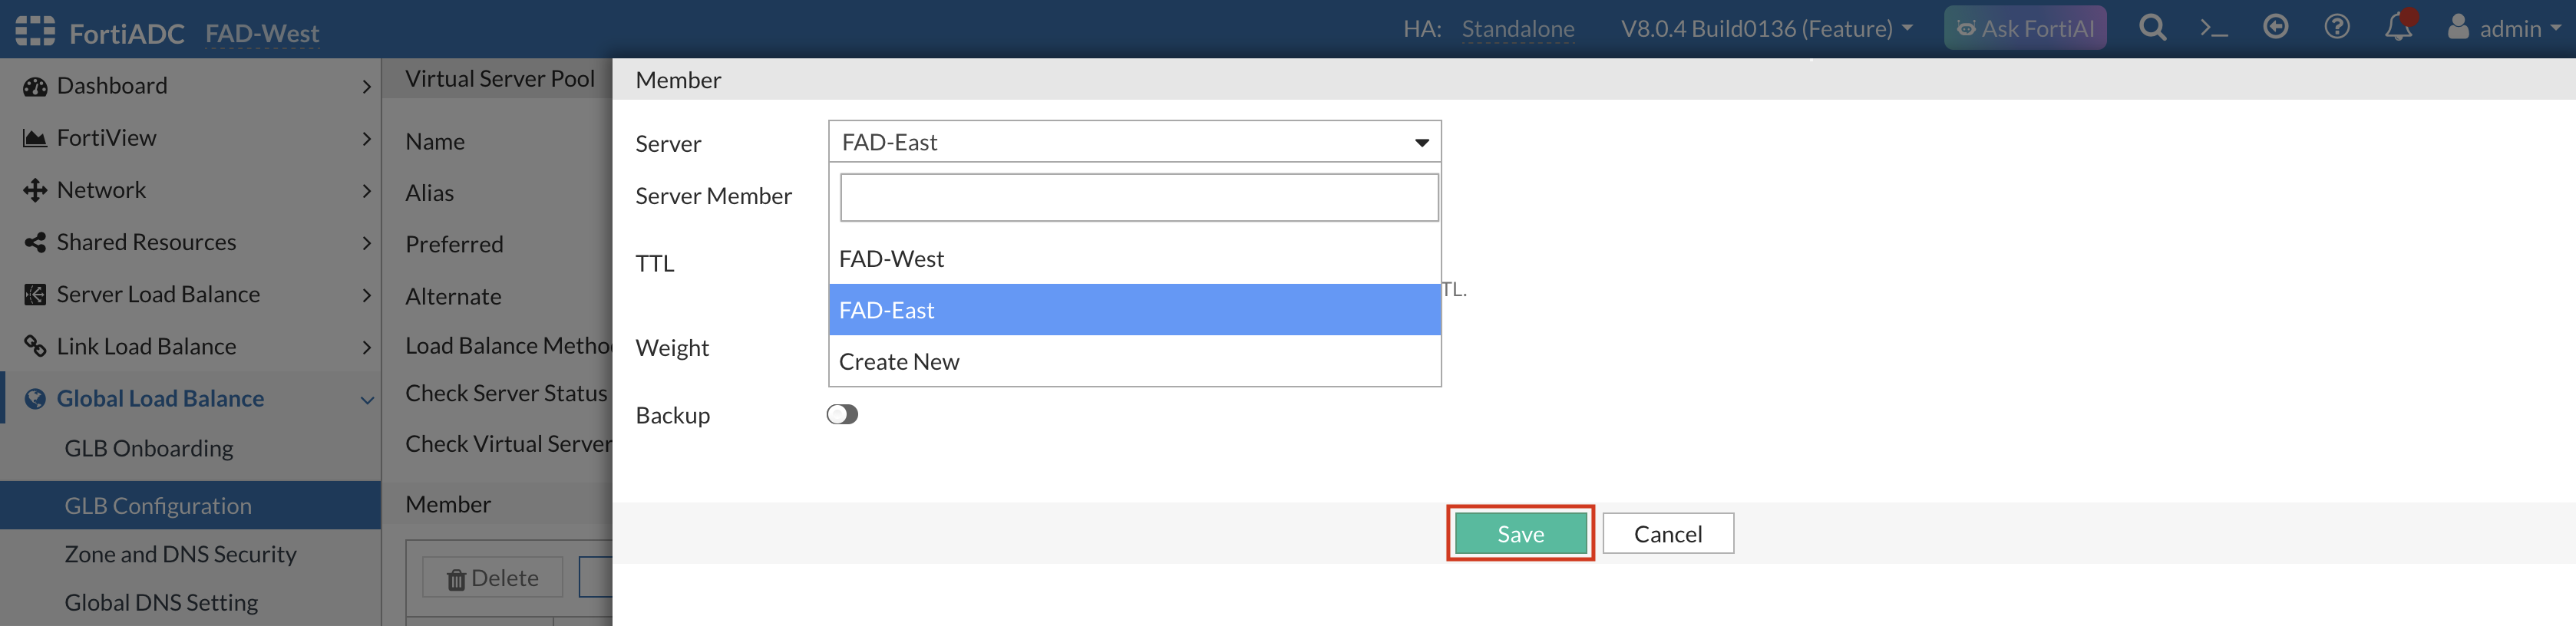 FortiADC FAD-West HA: Standalone V8.0.4 Build0136 (Feature) Ask FortiAI admin
Dashboard
FortiView
Network
Shared Resources
Server Load Balance
Link Load Balance
Global Load Balance
GLB Onboarding
GLB Configuration
Zone and DNS Security
Global DNS Setting
Virtual Server Pool
Name
Alias
Preferred
Alternate
Load Balance Metho
Check Server Status
Check Virtual Server
Member
Delete
Member
Server FAD-East
Server Member
FAD-West
TTL
TL.
FAD-East
Weight
Create New
Backup
Save Cancel